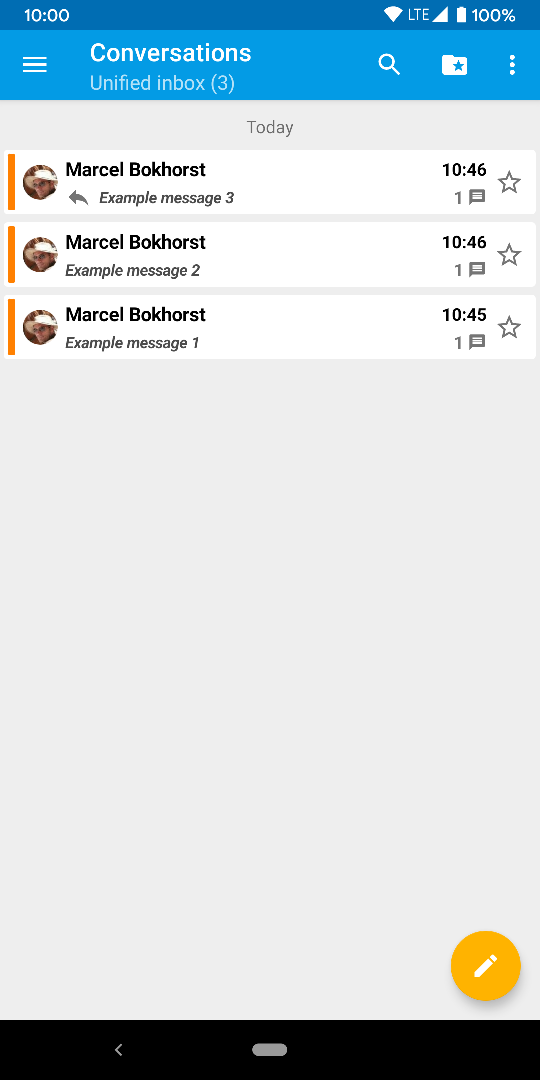 10:00 LTE 100%
Conversations
Unified inbox (3)
Today
Marcel Bokhorst 10:46
Example message 3 1
Marcel Bokhorst 10:46
Example message 2 1
Marcel Bokhorst 10:45
Example message 1 1